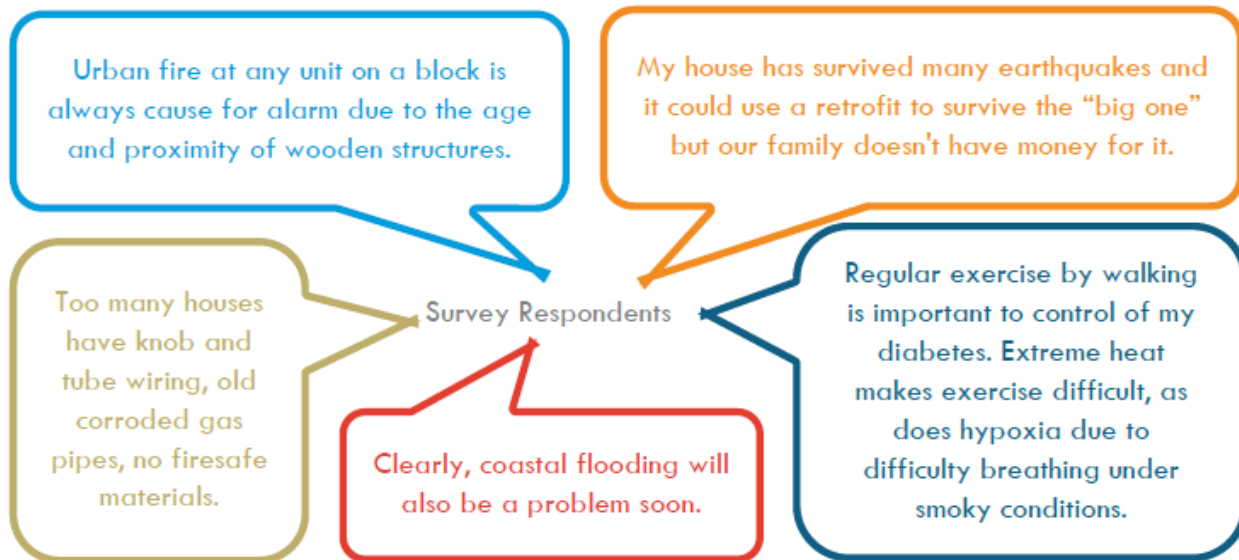 Urban fire at any unit on a block is
always cause for alarm due to the age
and proximity of wooden structures.
My house has survived many earthquakes and
it could use a retrofit to survive the “big one”
but our family doesn't have money for it.
Too many houses
have knob and
tube wiring, old
corroded gas
pipes, no firesafe
materials.
Survey Respondents
Regular exercise by walking
is important to control of my
diabetes. Extreme heat
makes exercise difficult, as
does hypoxia due to
difficulty breathing under
smoky conditions.
Clearly, coastal flooding will
also be a problem soon.